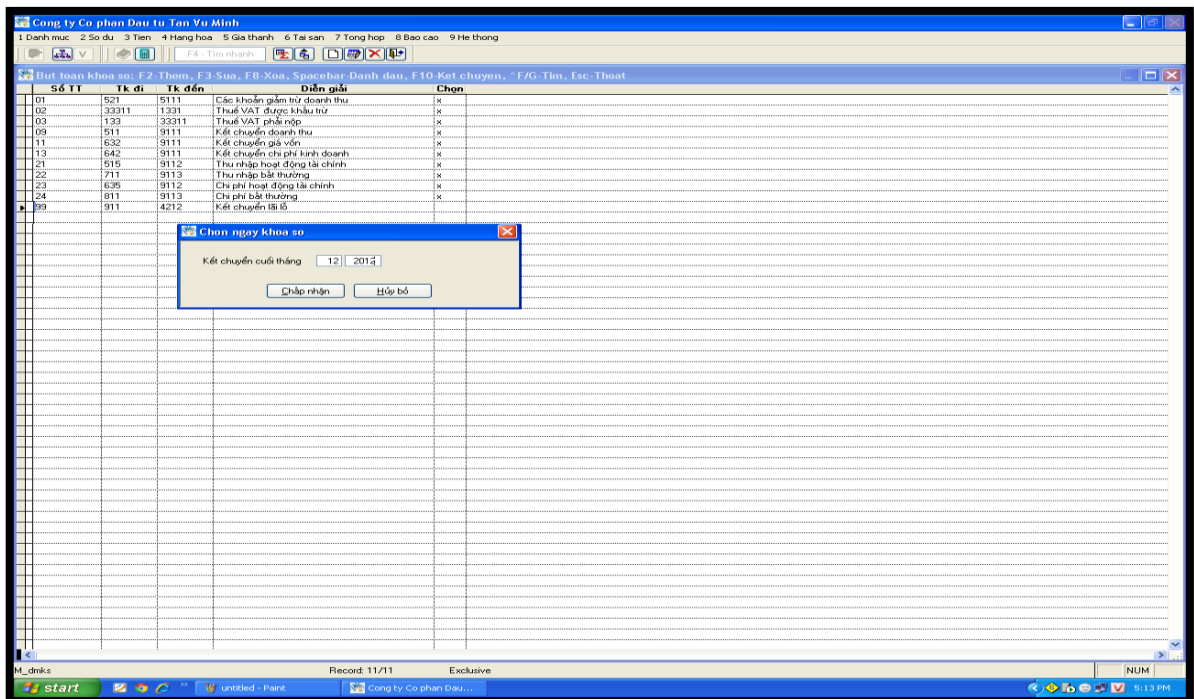 Cong ty Co phan Dau tu Tan Vu Minh
1 Danh muc 2 So du 3 Tien 4 Hang hoa 5 Gia thanh 6 Tai san 7 Tong hop 8 Bao cao 9 He thong
V F4 - Tim nhanh
But toan khoa so: F2-Them, F3-Sua, F8-Xoa, Spacebar-Danh dau, F10-Ket chuyen, ^F/G-Tim, Esc-Thoat
Số TT Tk đi Tk đến Diễn giải Chọn
01 521 5111 Các khoản giảm trừ doanh thu x
02 33311 1331 Thuế VAT được khấu trừ x
03 133 33311 Thuế VAT phải nộp x
09 511 9111 Kết chuyển doanh thu x
11 632 9111 Kết chuyển giá vốn x
13 642 9111 Kết chuyển chi phí kinh doanh x
21 515 9112 Thu nhập hoạt động tài chính x
22 711 9113 Thu nhập bất thường x
23 635 9112 Chi phí hoạt động tài chính x
24 811 9113 Chi phí bất thường x
99 911 4212 Kết chuyển lãi lỗ
Chon ngay khoa so
Kết chuyển cuối tháng 12 2012
Chấp nhận Hủy bỏ
M_dmks Record: 11/11 Exclusive NUM
start " untitled - Paint Cong ty Co phan Dau... V 5:13 PM